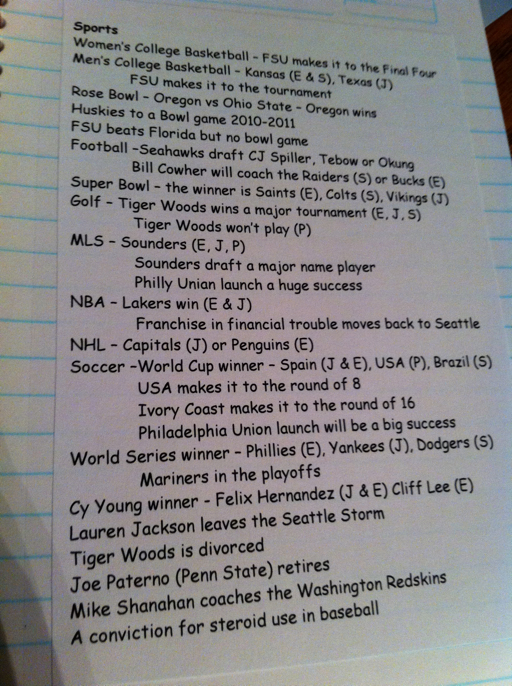 Sports
Women's College Basketball - FSU makes it to the Final Four
Men's College Basketball - Kansas (E & S), Texas (J)
FSU makes it to the tournament
Rose Bowl - Oregon vs Ohio State - Oregon wins
Huskies to a Bowl game 2010-2011
FSU beats Florida but no bowl game
Football -Seahawks draft CJ Spiller, Tebow or Okung
Bill Cowher will coach the Raiders (S) or Bucks (E)
Super Bowl - the winner is Saints (E), Colts (S), Vikings (J)
Golf - Tiger Woods wins a major tournament (E, J, S)
Tiger Woods won't play (P)
MLS - Sounders (E, J, P)
Sounders draft a major name player
Philly Unian launch a huge success
NBA - Lakers win (E & J)
Franchise in financial trouble moves back to Seattle
NHL - Capitals (J) or Penguins (E)
Soccer -World Cup winner - Spain (J & E), USA (P), Brazil (S)
USA makes it to the round of 8
Ivory Coast makes it to the round of 16
Philadelphia Union launch will be a big success
World Series winner - Phillies (E), Yankees (J), Dodgers (S)
Mariners in the playoffs
Cy Young winner - Felix Hernandez (J & E) Cliff Lee (E)
Lauren Jackson leaves the Seattle Storm
Tiger Woods is divorced
Joe Paterno (Penn State) retires
Mike Shanahan coaches the Washington Redskins
A conviction for steroid use in baseball